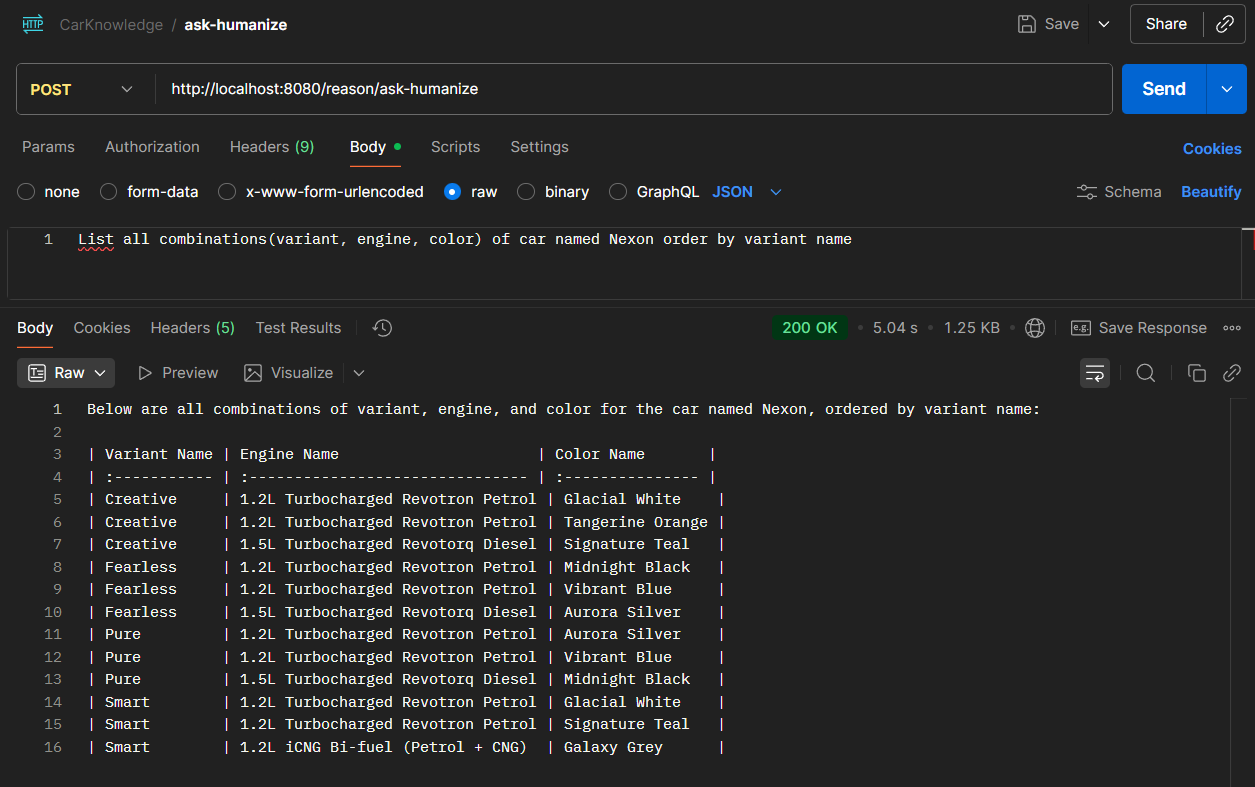 HTTP CarKnowledge / ask-humanize Save Share
POST http://localhost:8080/reason/ask-humanize Send
Params Authorization Headers (9) Body Scripts Settings Cookies
none form-data x-www-form-urlencoded raw binary GraphQL JSON Schema Beautify
1 List all combinations(variant, engine, color) of car named Nexon order by variant name
Body Cookies Headers (5) Test Results 200 OK • 5.04 s • 1.25 KB • e.g. Save Response
Raw Preview Visualize
1 Below are all combinations of variant, engine, and color for the car named Nexon, ordered by variant name:
2
3 | Variant Name | Engine Name                      | Color Name       |
4 | :----------- | :------------------------------- | :--------------- |
5 | Creative     | 1.2L Turbocharged Revotron Petrol | Glacial White    |
6 | Creative     | 1.2L Turbocharged Revotron Petrol | Tangerine Orange |
7 | Creative     | 1.5L Turbocharged Revotorq Diesel | Signature Teal   |
8 | Fearless     | 1.2L Turbocharged Revotron Petrol | Midnight Black   |
9 | Fearless     | 1.2L Turbocharged Revotron Petrol | Vibrant Blue     |
10 | Fearless     | 1.5L Turbocharged Revotorq Diesel | Aurora Silver    |
11 | Pure         | 1.2L Turbocharged Revotron Petrol | Aurora Silver    |
12 | Pure         | 1.2L Turbocharged Revotron Petrol | Vibrant Blue     |
13 | Pure         | 1.5L Turbocharged Revotorq Diesel | Midnight Black   |
14 | Smart        | 1.2L Turbocharged Revotron Petrol | Glacial White    |
15 | Smart        | 1.2L Turbocharged Revotron Petrol | Signature Teal   |
16 | Smart        | 1.2L iCNG Bi-fuel (Petrol + CNG)  | Galaxy Grey      |